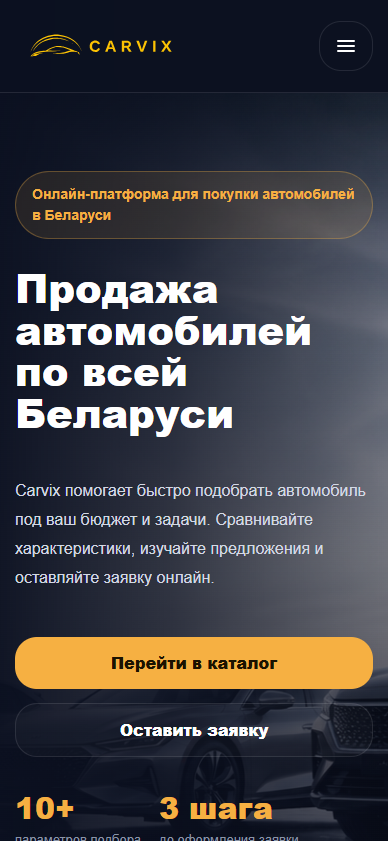 CARVIX
Онлайн-платформа для покупки автомобилей
в Беларуси
Продажа
автомобилей
по всей
Беларуси
Carvix помогает быстро подобрать автомобиль
под ваш бюджет и задачи. Сравнивайте
характеристики, изучайте предложения и
оставляйте заявку онлайн.
Перейти в каталог
Оставить заявку
10+ 3 шага
параметров подбора до оформления заявки